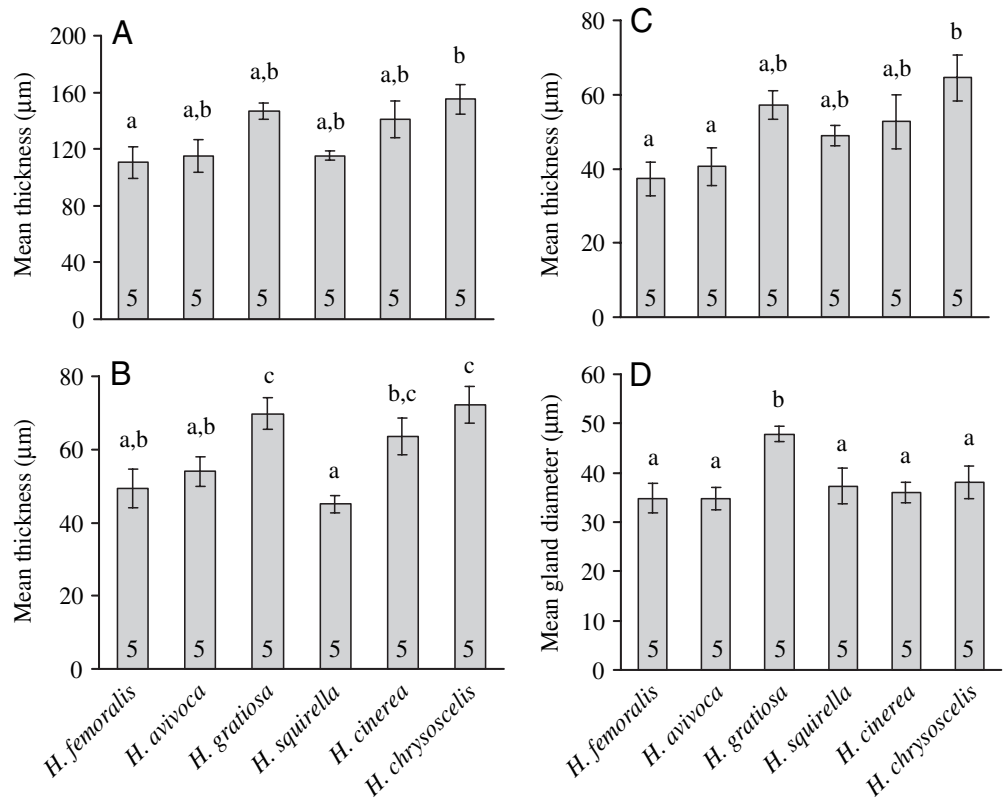 A
Mean thickness (μm)
200
160
120
80
40
0
a
a,b
a,b
a,b
a,b
b
5 5 5 5 5 5
C
Mean thickness (μm)
80
60
40
20
0
a
a
a,b
a,b
a,b
b
5 5 5 5 5 5
B
Mean thickness (μm)
80
60
40
20
0
a,b
a,b
c
a
b,c
c
5 5 5 5 5 5
H. femoralis
H. avivoca
H. gratiosa
H. squirella
H. cinerea
H. chrysoscelis
D
Mean gland diameter (μm)
60
50
40
30
20
10
0
a
a
b
a
a
a
5 5 5 5 5 5
H. femoralis
H. avivoca
H. gratiosa
H. squirella
H. cinerea
H. chrysoscelis